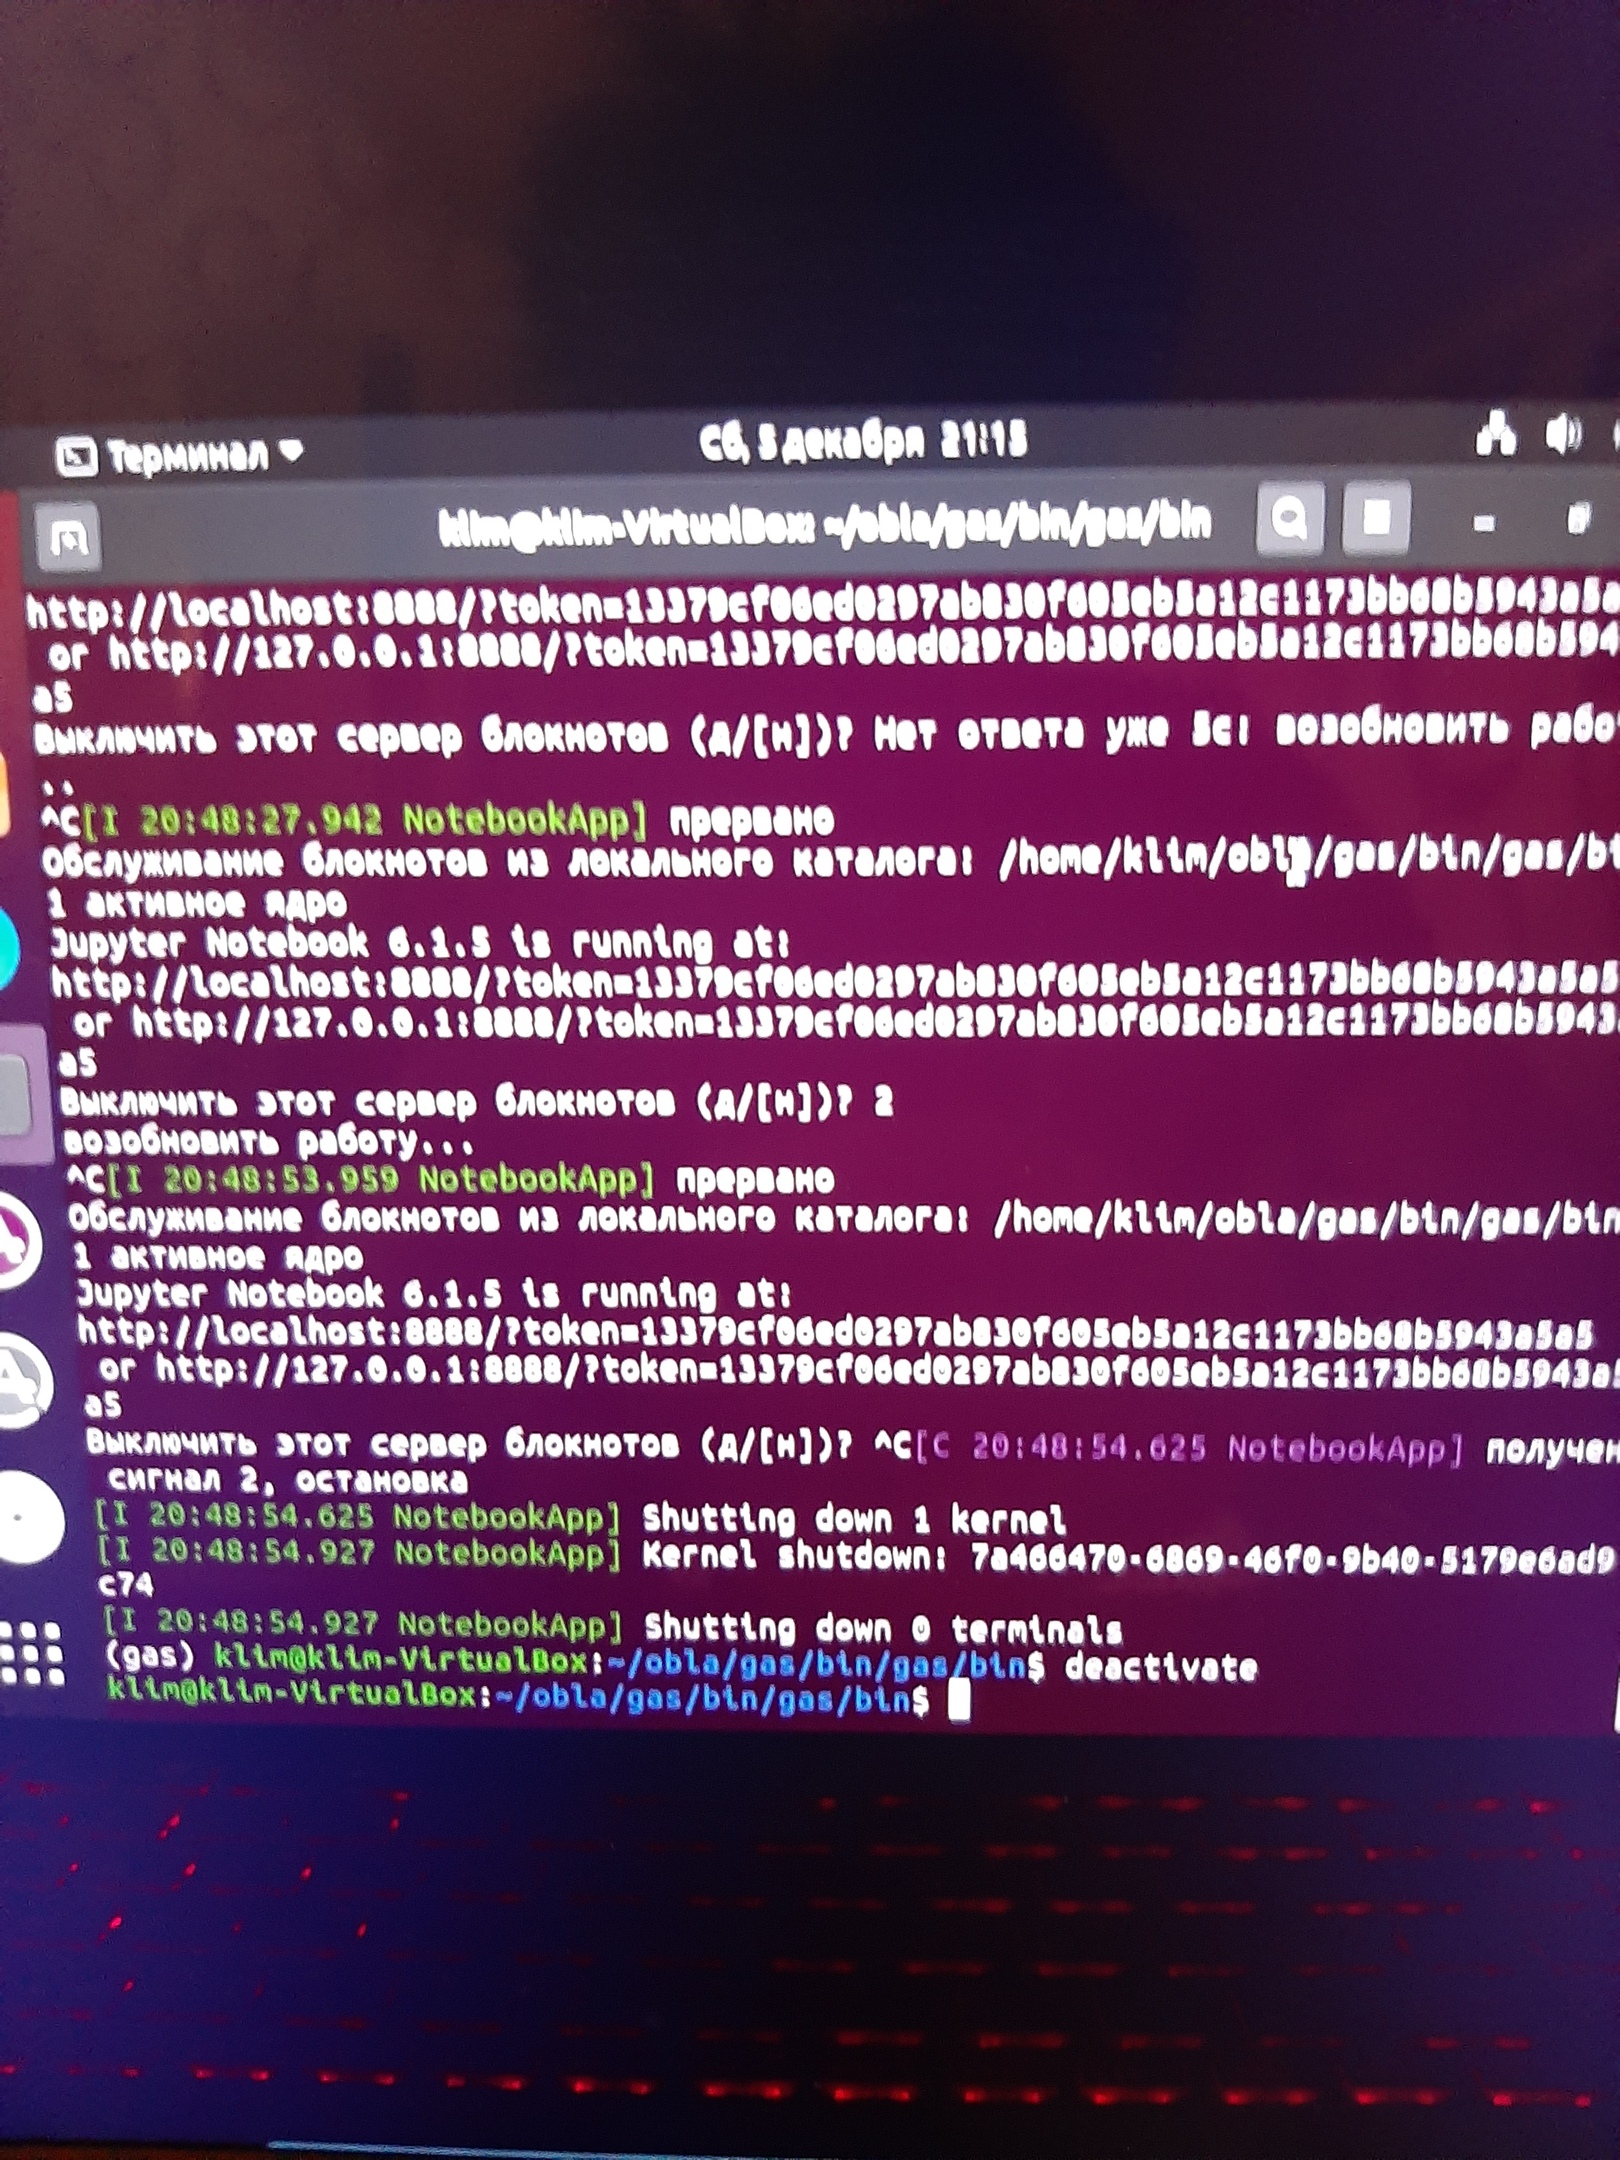 Терминал
Сб, 5 декабря 21:15
klim@klim-VirtualBox: ~/obla/gas/bin/gas/bin
http://localhost:8888/?token=13379cf06ed0297ab830f605eb5a12c1173bb68b5943a5a
or http://127.0.0.1:8888/?token=13379cf06ed0297ab830f605eb5a12c1173bb68b594
a5
Выключить этот сервер блокнотов (д/[н])? Нет ответа уже 5с: возобновить рабо
..
^C[I 20:48:27.942 NotebookApp] прервано
Обслуживание блокнотов из локального каталога: /home/klim/obla/gas/bin/gas/bi
1 активное ядро
Jupyter Notebook 6.1.5 is running at:
http://localhost:8888/?token=13379cf06ed0297ab830f605eb5a12c1173bb68b5943a5a5
or http://127.0.0.1:8888/?token=13379cf06ed0297ab830f605eb5a12c1173bb68b5943
a5
Выключить этот сервер блокнотов (д/[н])? 2
возобновить работу...
^C[I 20:48:53.959 NotebookApp] прервано
Обслуживание блокнотов из локального каталога: /home/klim/obla/gas/bin/gas/bin
1 активное ядро
Jupyter Notebook 6.1.5 is running at:
http://localhost:8888/?token=13379cf06ed0297ab830f605eb5a12c1173bb68b5943a5a5
or http://127.0.0.1:8888/?token=13379cf06ed0297ab830f605eb5a12c1173bb68b5943a5
a5
Выключить этот сервер блокнотов (д/[н])? ^C[C 20:48:54.625 NotebookApp] получен
сигнал 2, остановка
[I 20:48:54.625 NotebookApp] Shutting down 1 kernel
[I 20:48:54.927 NotebookApp] Kernel shutdown: 7a466470-6869-46f0-9b40-5179e6ad9
c74
[I 20:48:54.927 NotebookApp] Shutting down 0 terminals
(gas) klim@klim-VirtualBox:~/obla/gas/bin/gas/bin$ deactivate
klim@klim-VirtualBox:~/obla/gas/bin/gas/bin$